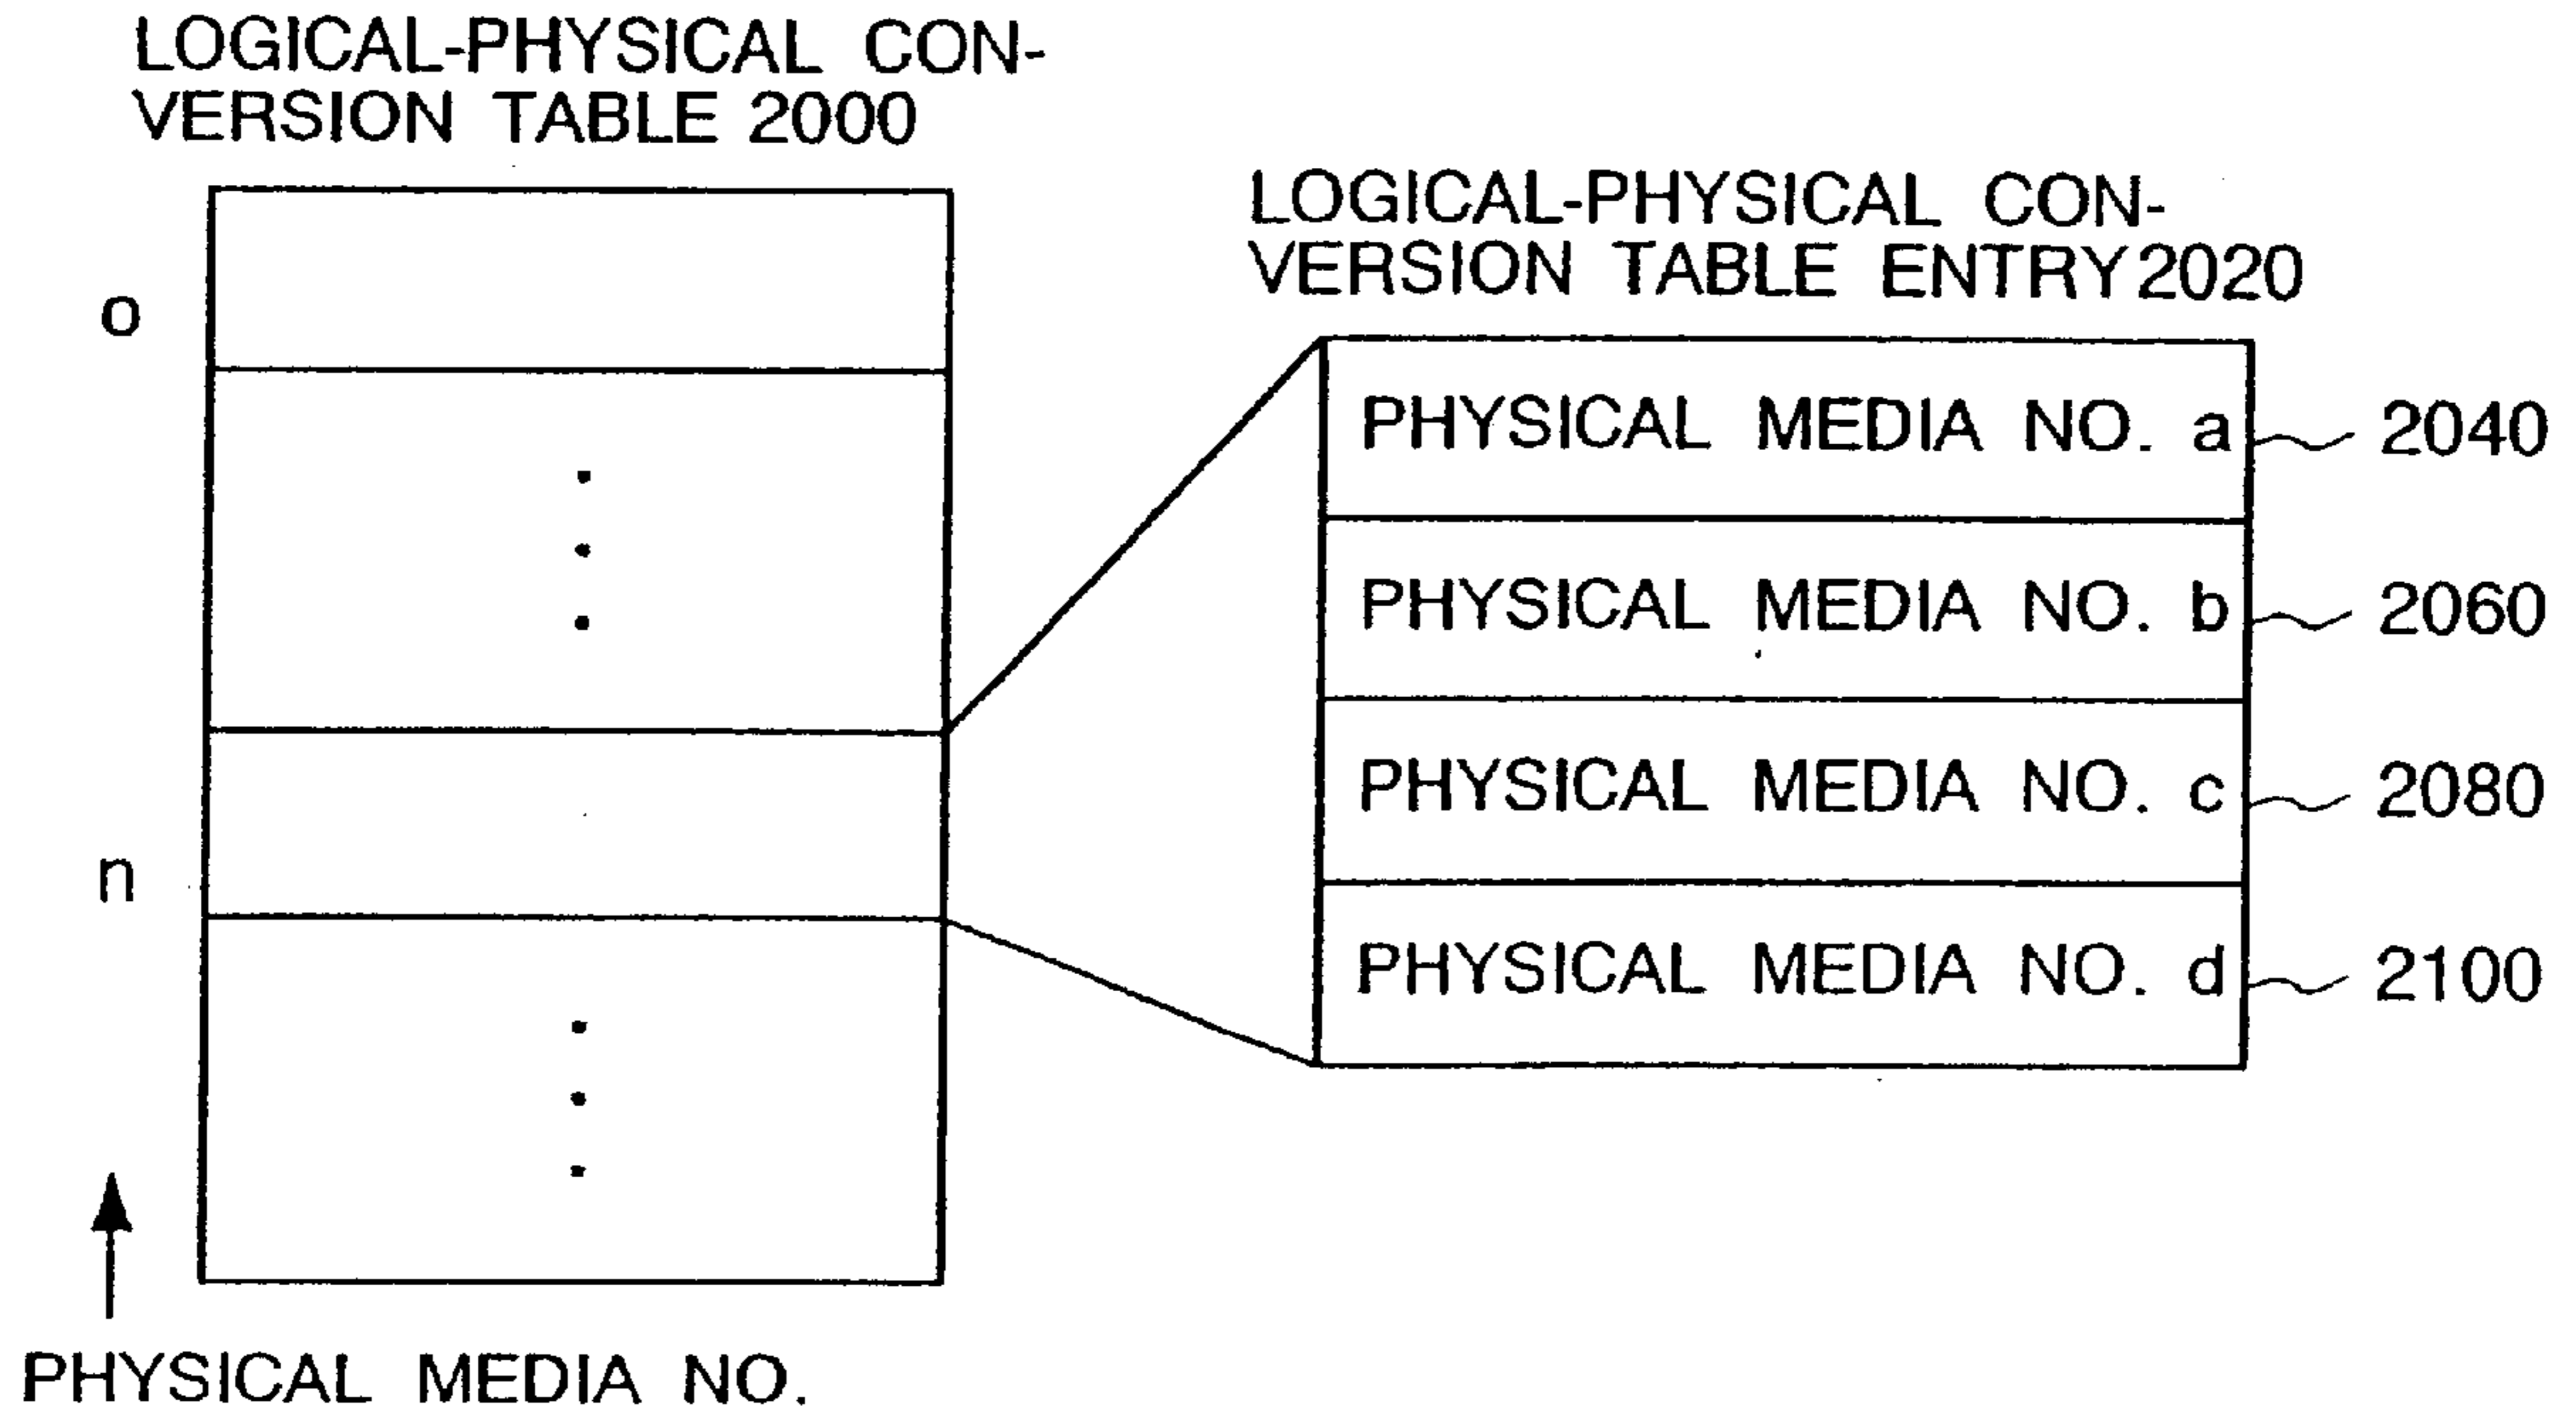 LOGICAL-PHYSICAL CON-
VERSION TABLE 2000
LOGICAL-PHYSICAL CON-
VERSION TABLE ENTRY 2020
o
n
PHYSICAL MEDIA NO. a 2040
PHYSICAL MEDIA NO. b 2060
PHYSICAL MEDIA NO. c 2080
PHYSICAL MEDIA NO. d 2100
PHYSICAL MEDIA NO.